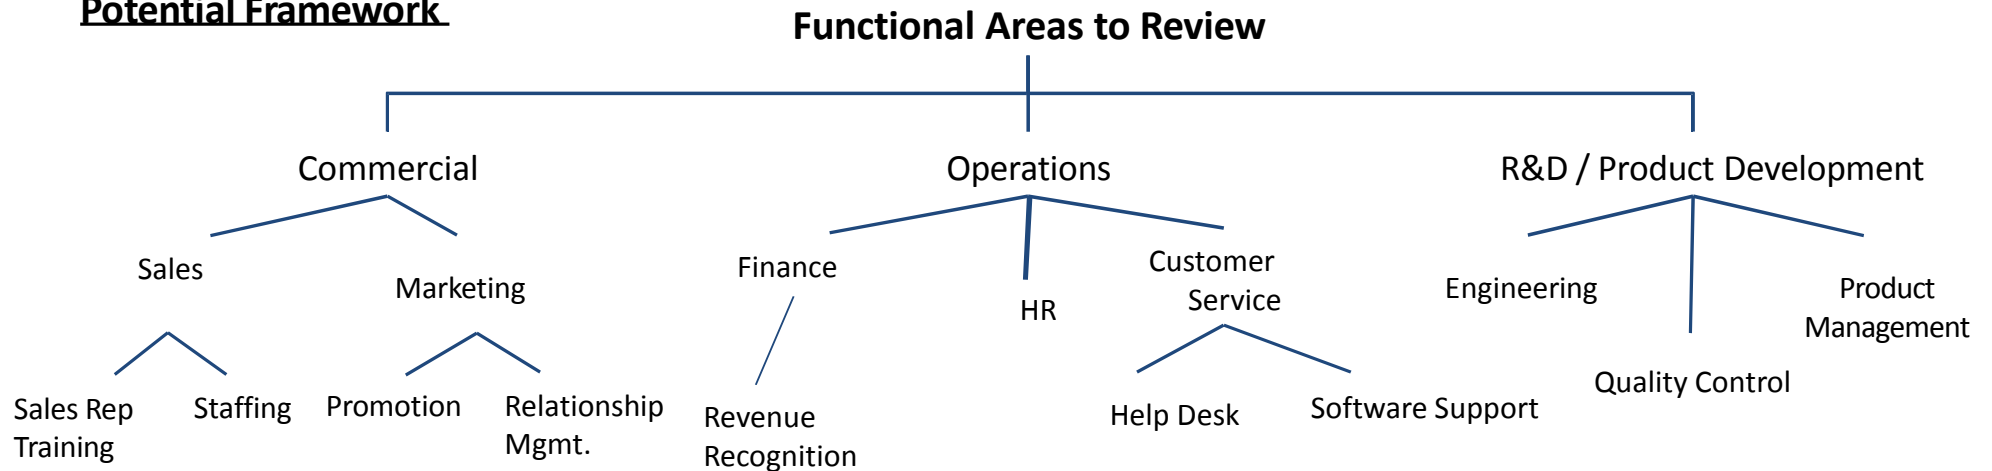 Potential Framework
Functional Areas to Review
Commercial
Operations
R&D / Product Development
Sales
Marketing
Finance
HR
Customer
Service
Engineering
Product
Management
Quality Control
Sales Rep
Training
Staffing
Promotion
Relationship
Mgmt.
Revenue
Recognition
Help Desk
Software Support